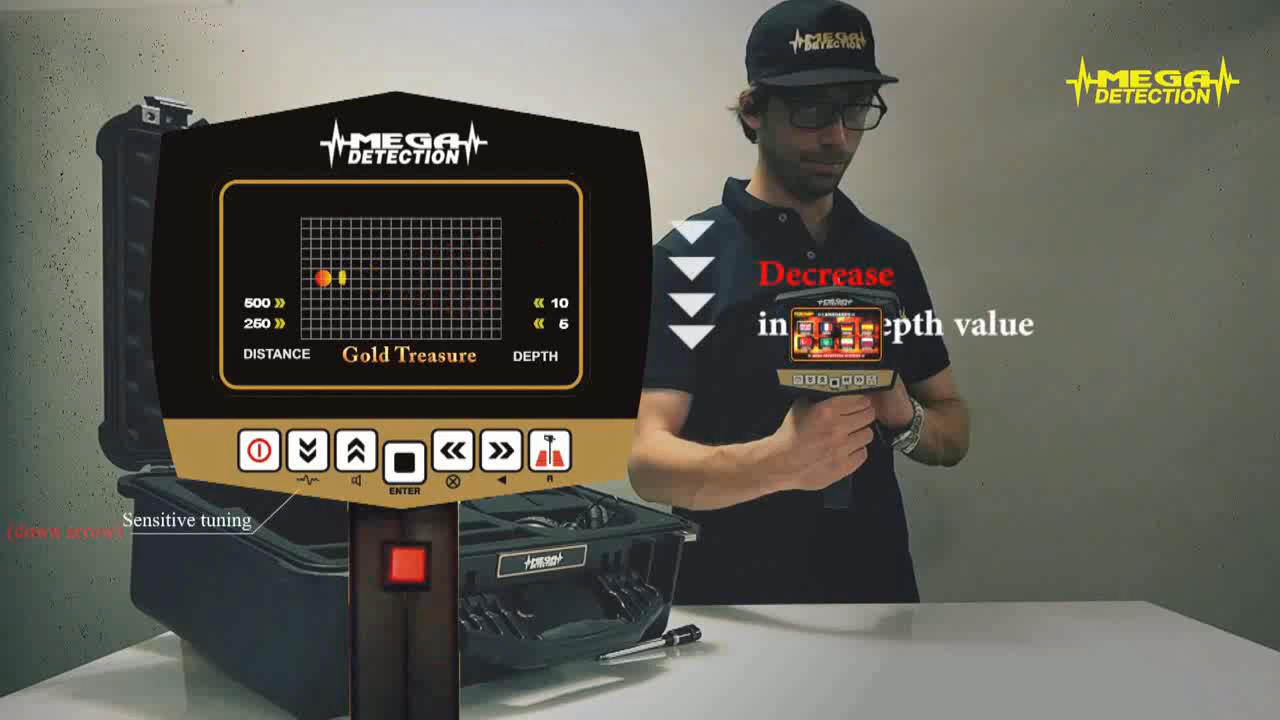 MEGA
DETECTION
MEGA
DETECTION
MEGA
DETECTION
500 »
250 »
« 10
« 5
DISTANCE
Gold Treasure
DEPTH
Decrease
in epth value
ENTER
R
Sensitive tuning
(down arrow)
MEGA
DETECTION